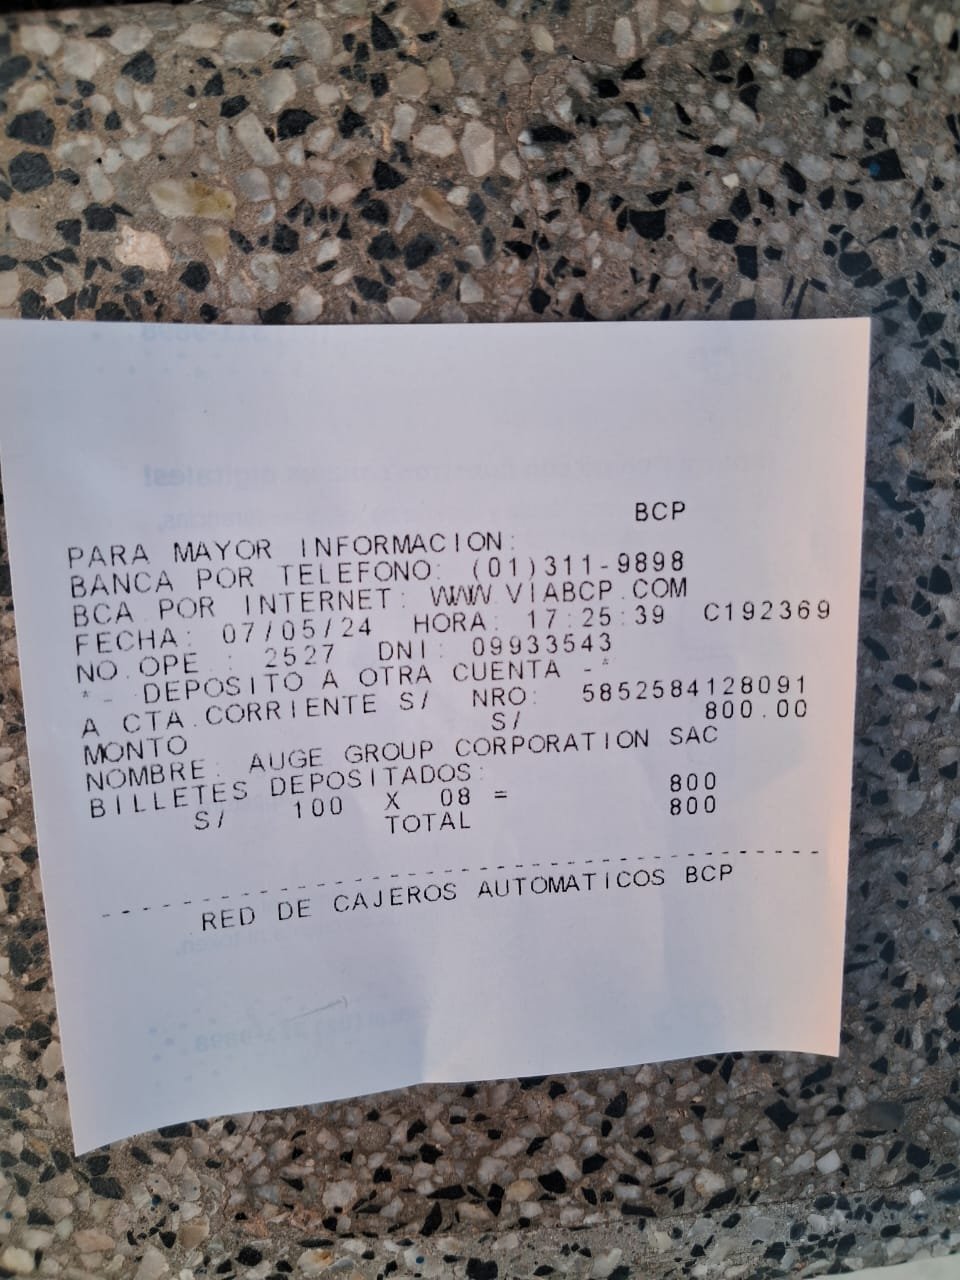 BCP
PARA MAYOR INFORMACION:
BANCA POR TELEFONO: (01)311-9898
BCA.POR INTERNET: WWW.VIABCP.COM
FECHA: 07/05/24 HORA: 17:25:39 C192369
NO.OPE : 2527 DNI: 09933543
*- DEPOSITO A OTRA CUENTA -*
A CTA.CORRIENTE S/ NRO: 5852584128091
MONTO S/ 800.00
NOMBRE: AUGE GROUP CORPORATION SAC
BILLETES DEPOSITADOS:
S/ 100 X 08 = 800
TOTAL 800
--------------------------------
RED DE CAJEROS AUTOMATICOS BCP